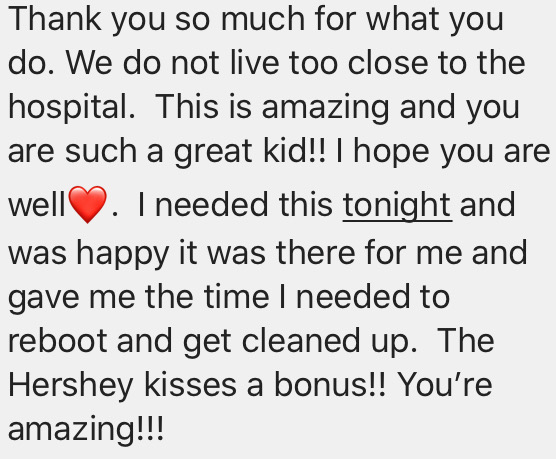 Thank you so much for what you
do. We do not live too close to the
hospital.  This is amazing and you
are such a great kid!! I hope you are
well❤️.  I needed this tonight and
was happy it was there for me and
gave me the time I needed to
reboot and get cleaned up.  The
Hershey kisses a bonus!! You’re
amazing!!!